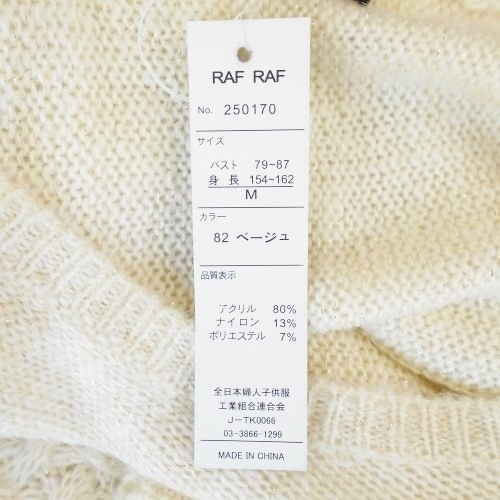 RAF RAF
No. 250170
サイズ
バスト 79~87
身 長 154~162
M
カラー
82 ベージュ
品質表示
アクリル 80%
ナイロン 13%
ポリエステル 7%
全日本婦人子供服
工業組合連合会
J-TK0066
03-3866-1299
MADE IN CHINA